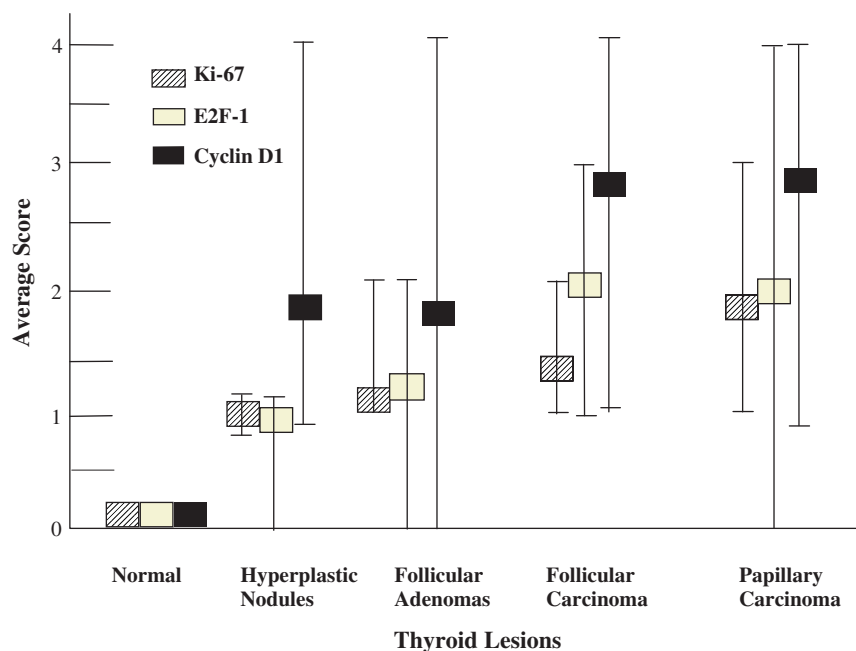 4
3
2
1
0
Average Score
Ki-67
E2F-1
Cyclin D1
Normal
Hyperplastic
Nodules
Follicular
Adenomas
Follicular
Carcinoma
Papillary
Carcinoma
Thyroid Lesions